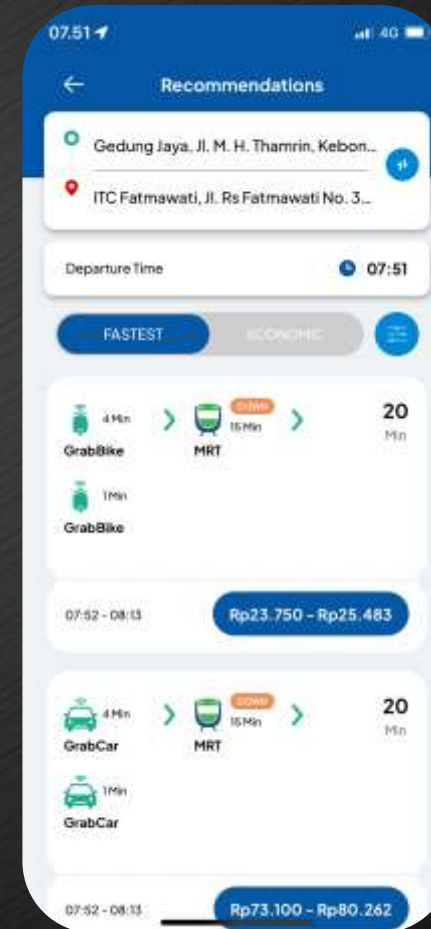 07.51 4G
Recommendations
Gedung Jaya, Jl. M. H. Thamrin, Kebon...
ITC Fatmawati, Jl. Rs Fatmawati No. 3...
Departure Time 07:51
FASTEST ECONOMIC
4 Min 15 Min 20
GrabBike MRT Min
1 Min
GrabBike
07:52 - 08:13 Rp23.750 - Rp25.483
4 Min 15 Min 20
GrabCar MRT Min
1 Min
GrabCar
07:52 - 08:13 Rp73.100 - Rp80.262